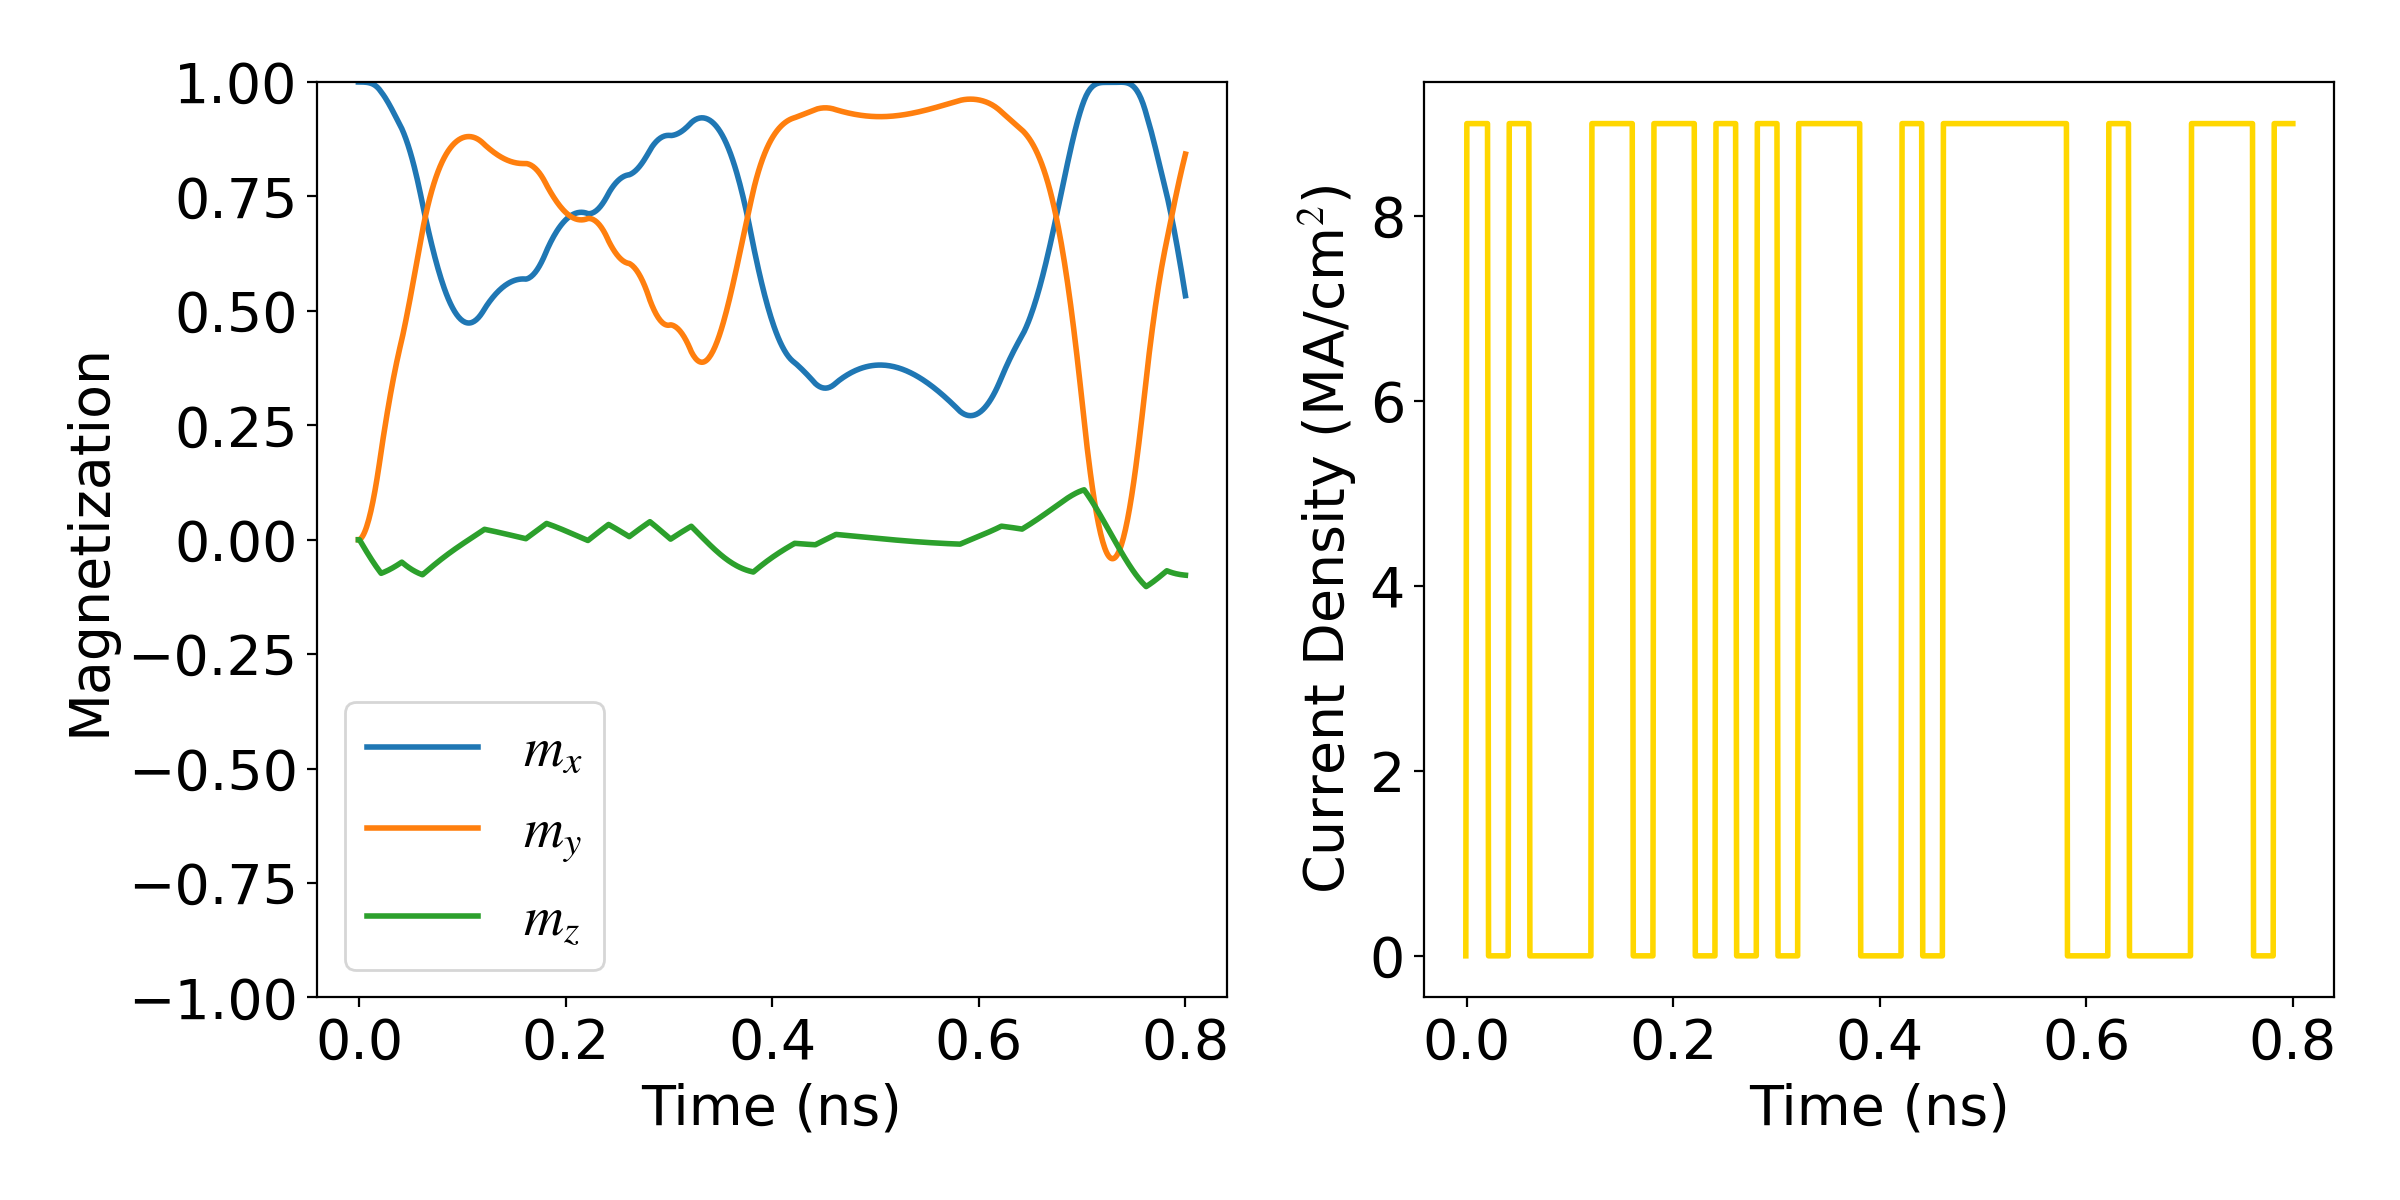 1.00
0.75
0.50
0.25
0.00
−0.25
−0.50
−0.75
−1.00
Magnetization
0.0 0.2 0.4 0.6 0.8
Time (ns)
m_x
m_y
m_z
8
6
4
2
0
Current Density (MA/cm²)
0.0 0.2 0.4 0.6 0.8
Time (ns)